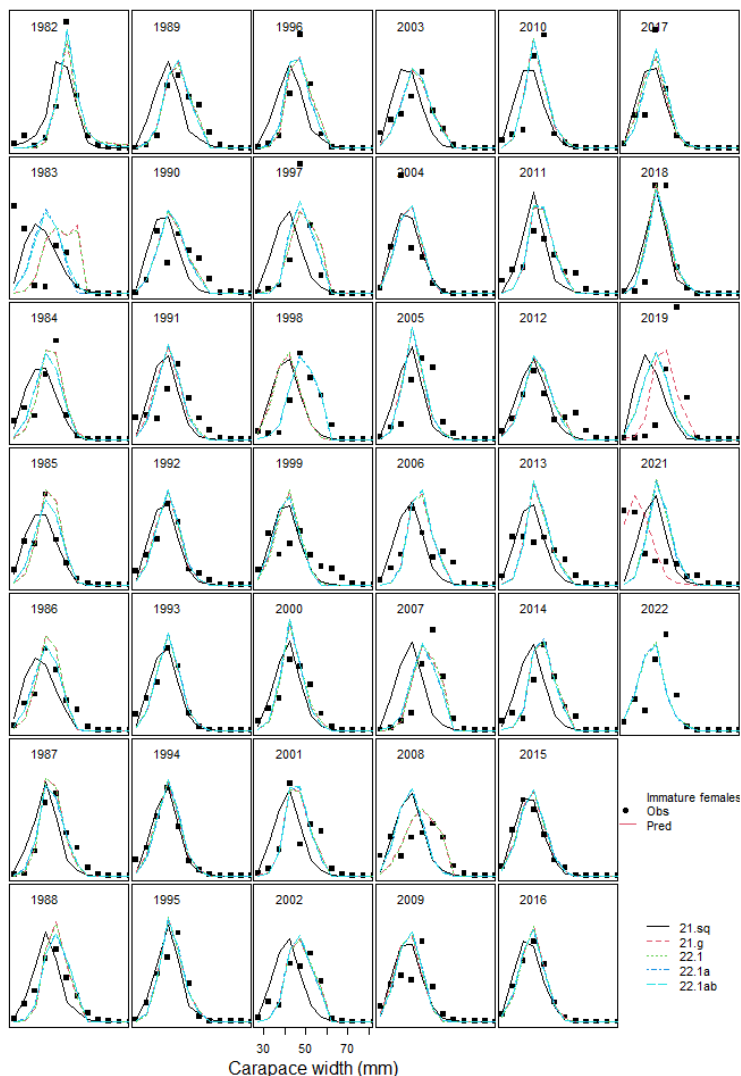 1982 1989 1996 2003 2010 2017
1983 1990 1997 2004 2011 2018
1984 1991 1998 2005 2012 2019
1985 1992 1999 2006 2013 2021
1986 1993 2000 2007 2014 2022
1987 1994 2001 2008 2015
Immature females
Obs
Pred
1988 1995 2002 2009 2016
21.sq
21.g
22.1
22.1a
22.1ab
30 50 70
Carapace width (mm)